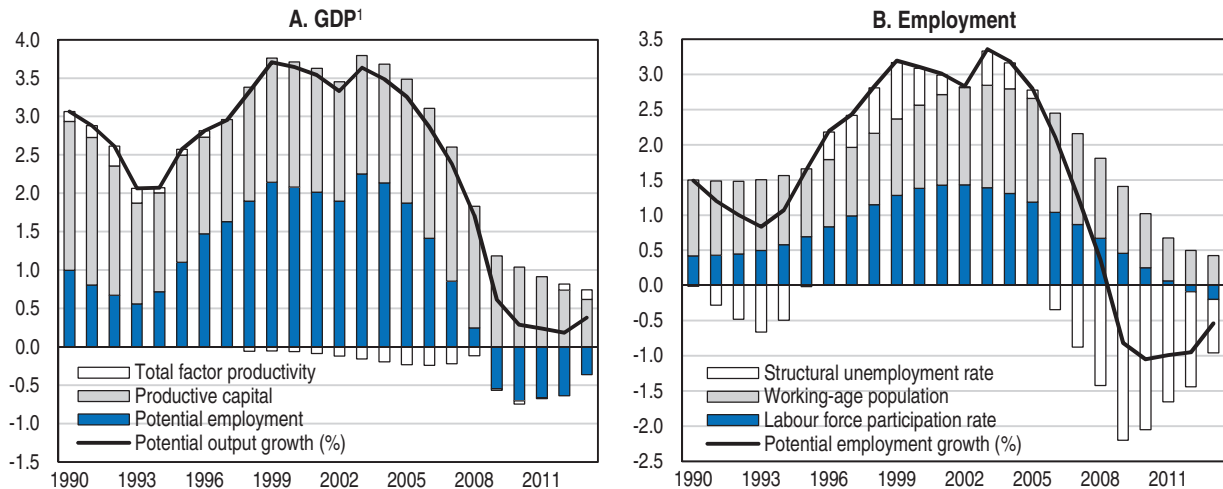 A. GDP¹
4.0
3.5
3.0
2.5
2.0
1.5
1.0
0.5
0.0
-0.5
-1.0
-1.5
Total factor productivity
Productive capital
Potential employment
Potential output growth (%)
1990 1993 1996 1999 2002 2005 2008 2011
B. Employment
3.5
3.0
2.5
2.0
1.5
1.0
0.5
0.0
-0.5
-1.0
-1.5
-2.0
-2.5
Structural unemployment rate
Working-age population
Labour force participation rate
Potential employment growth (%)
1990 1993 1996 1999 2002 2005 2008 2011